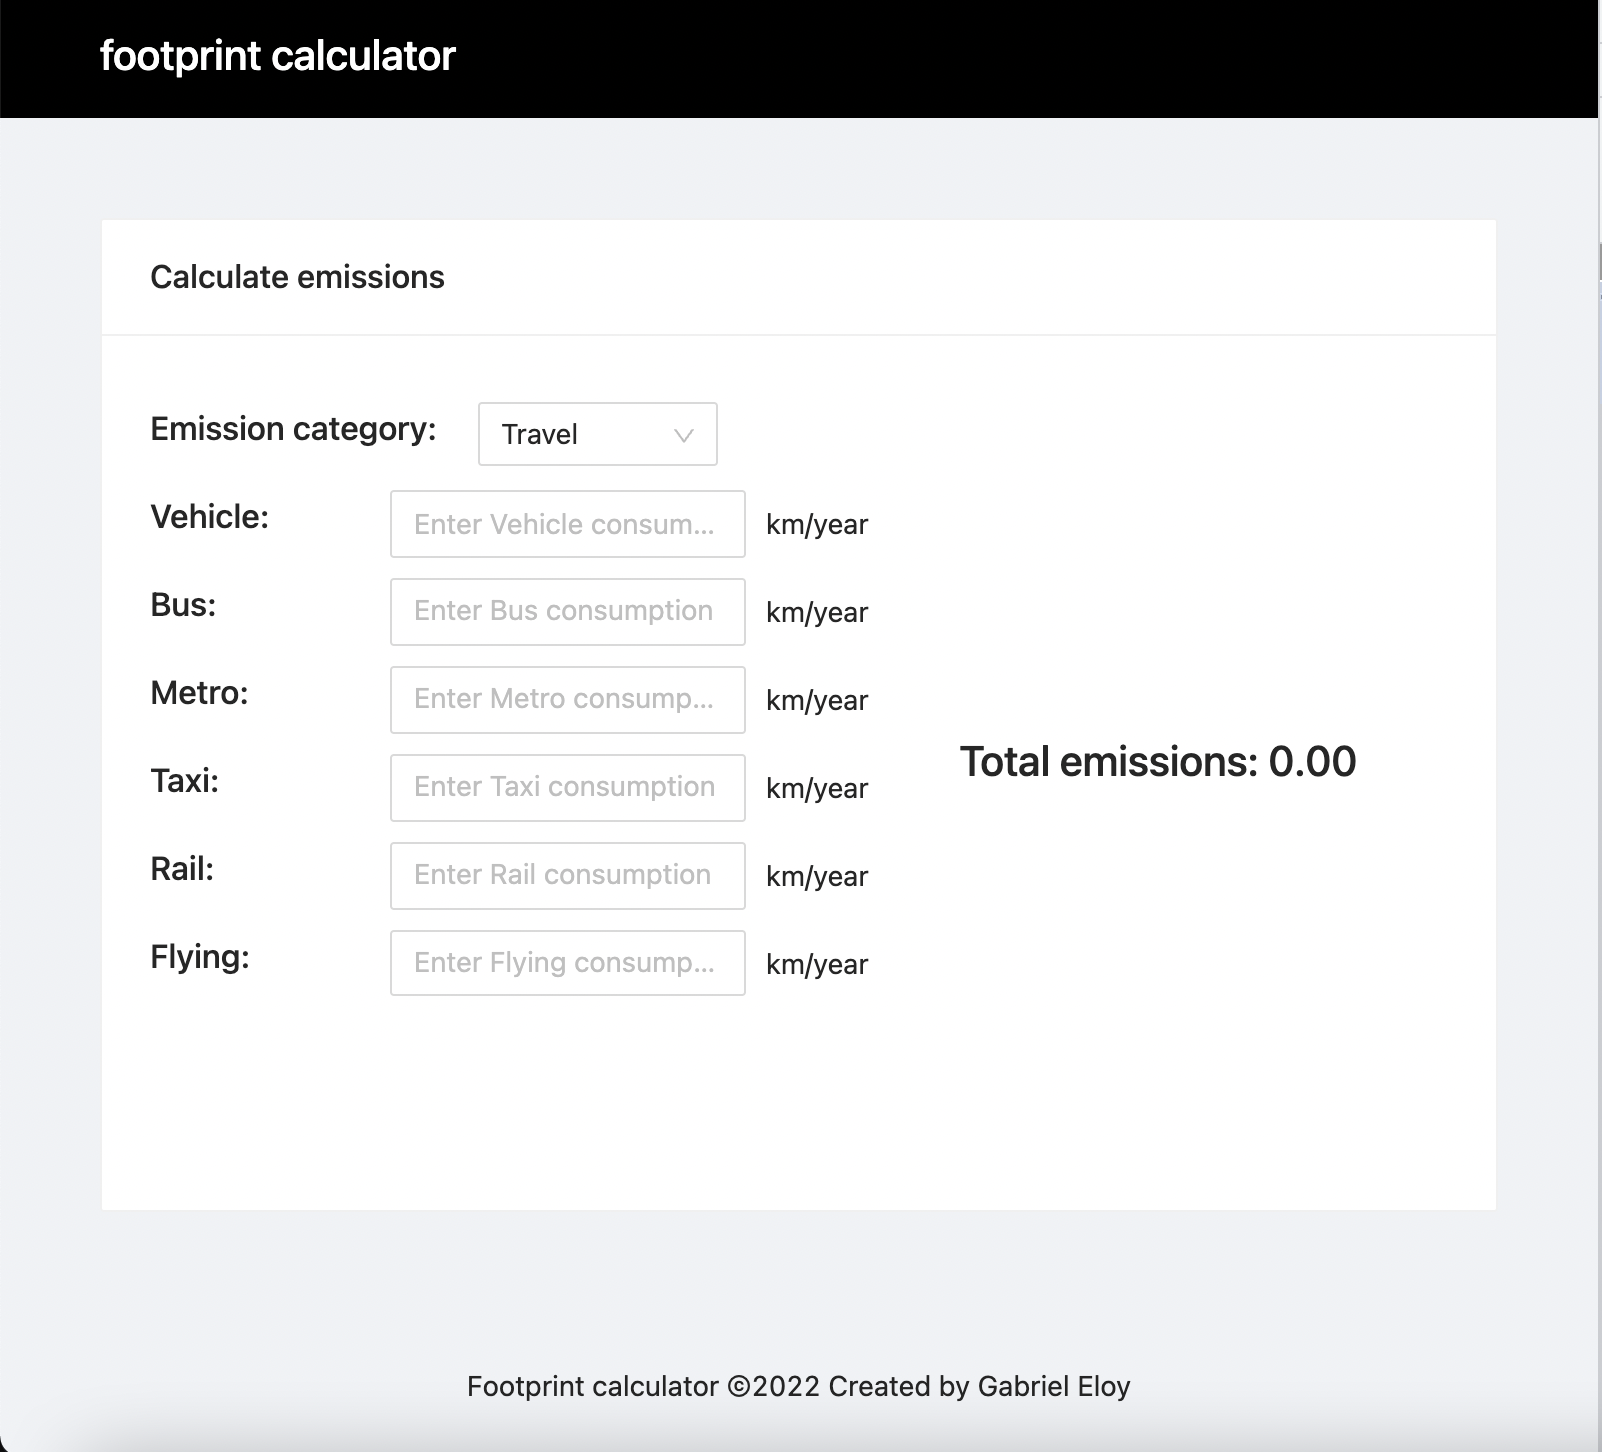 footprint calculator
Calculate emissions
Emission category: Travel
Vehicle: Enter Vehicle consum... km/year
Bus: Enter Bus consumption km/year
Metro: Enter Metro consump... km/year
Total emissions: 0.00
Taxi: Enter Taxi consumption km/year
Rail: Enter Rail consumption km/year
Flying: Enter Flying consump... km/year
Footprint calculator ©2022 Created by Gabriel Eloy